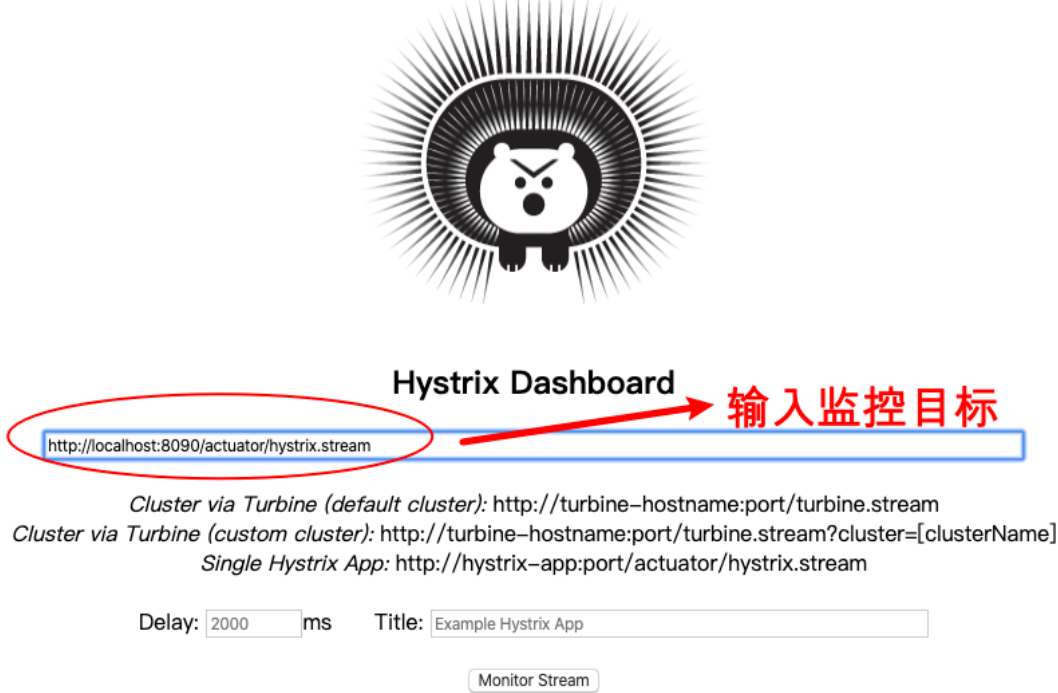 Hystrix Dashboard
输入监控目标
http://localhost:8090/actuator/hystrix.stream
Cluster via Turbine (default cluster): http://turbine-hostname:port/turbine.stream
Cluster via Turbine (custom cluster): http://turbine-hostname:port/turbine.stream?cluster=[clusterName]
Single Hystrix App: http://hystrix-app:port/actuator/hystrix.stream
Delay: 2000 ms Title: Example Hystrix App
Monitor Stream